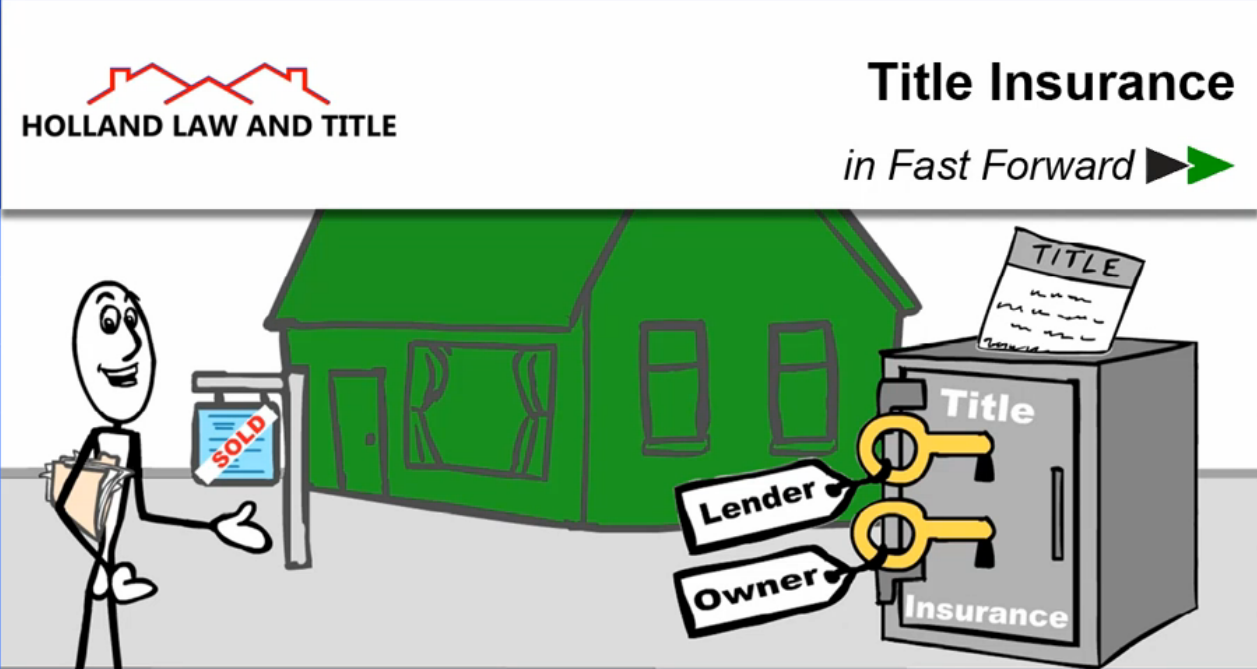 HOLLAND LAW AND TITLE
Title Insurance
in Fast Forward
TITLE
SOLD
Title
Lender
Owner
Insurance